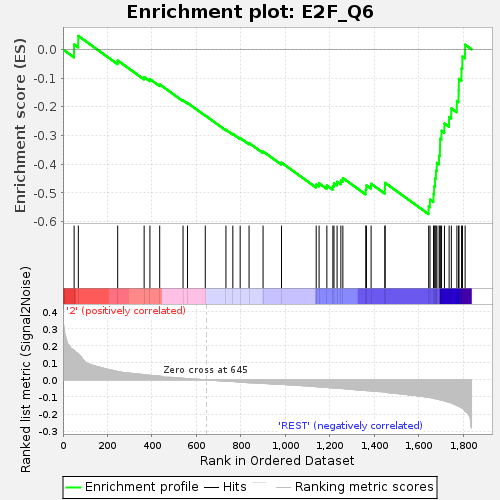 Enrichment plot: E2F_Q6
Enrichment score (ES)
0.0
-0.1
-0.2
-0.3
-0.4
-0.5
-0.6
Ranked list metric (Signal2Noise)
0.4
0.3
0.2
0.1
0.0
-0.1
-0.2
-0.3
'2' (positively correlated)
Zero cross at 645
'REST' (negatively correlated)
0 200 400 600 800 1,000 1,200 1,400 1,600 1,800
Rank in Ordered Dataset
Enrichment profile Hits Ranking metric scores